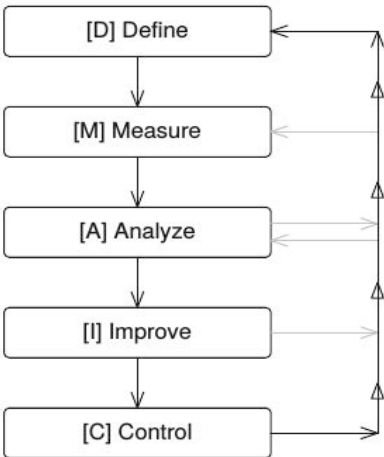 [D] Define
[M] Measure
[A] Analyze
[I] Improve
[C] Control